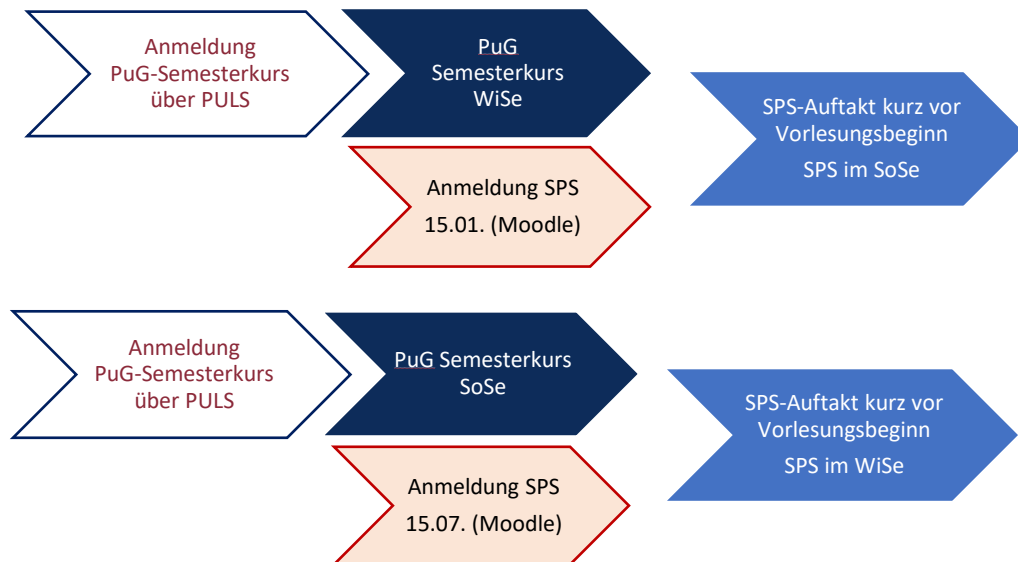 Anmeldung
PuG-Semesterkurs
über PULS
PuG
Semesterkurs
WiSe
Anmeldung SPS
15.01. (Moodle)
SPS-Auftakt kurz vor
Vorlesungsbeginn
SPS im SoSe
Anmeldung
PuG-Semesterkurs
über PULS
PuG Semesterkurs
SoSe
Anmeldung SPS
15.07. (Moodle)
SPS-Auftakt kurz vor
Vorlesungsbeginn
SPS im WiSe